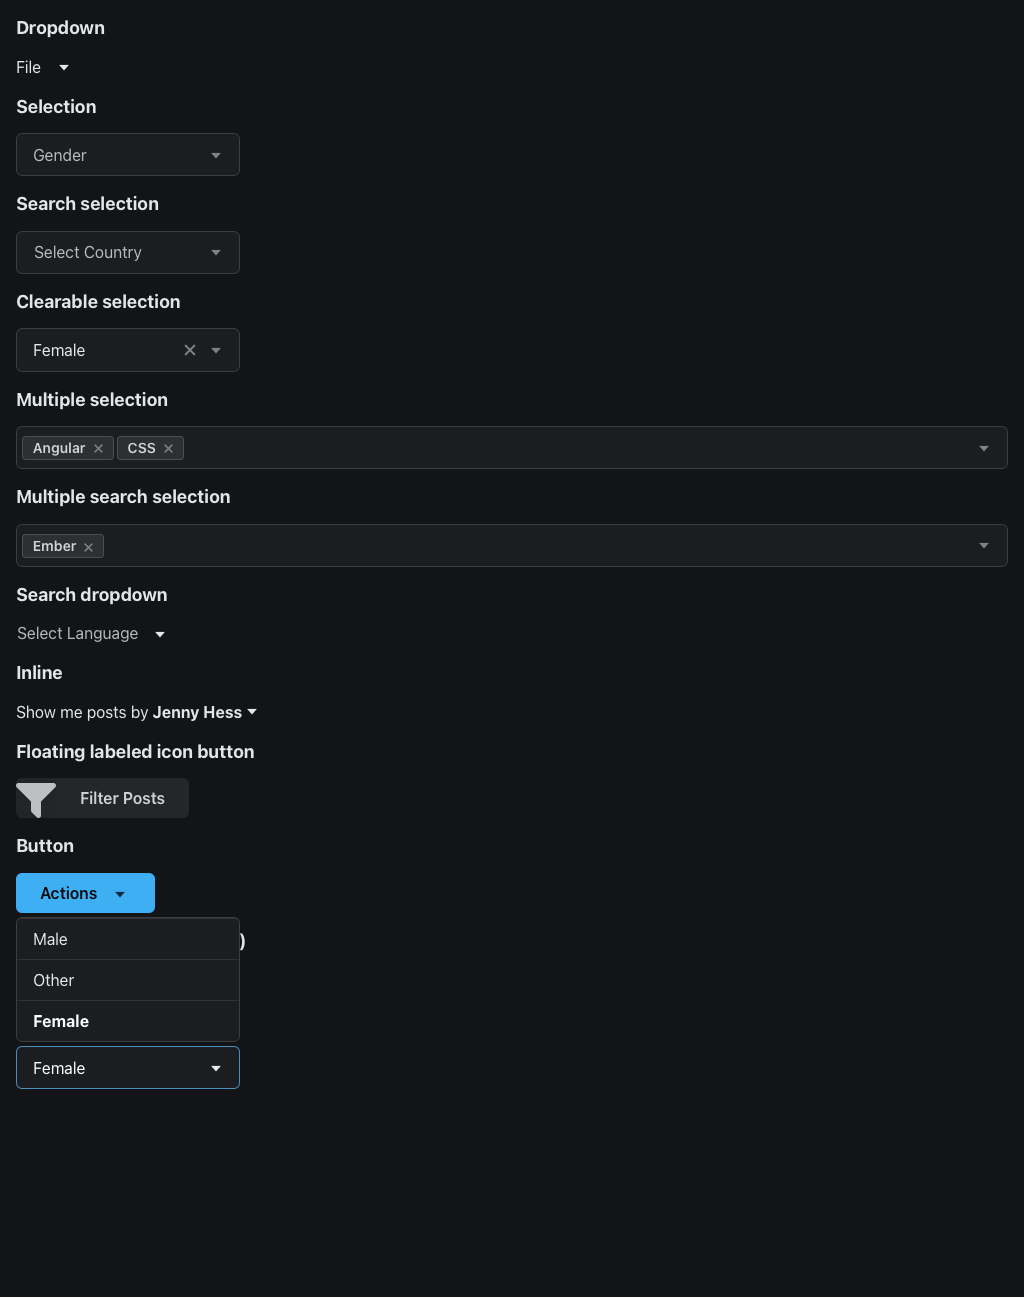 Dropdown
File
Selection
Gender
Search selection
Select Country
Clearable selection
Female
Multiple selection
Angular CSS
Multiple search selection
Ember
Search dropdown
Select Language
Inline
Show me posts by Jenny Hess
Floating labeled icon button
Filter Posts
Button
Actions
Male
)
Other
Female
Female